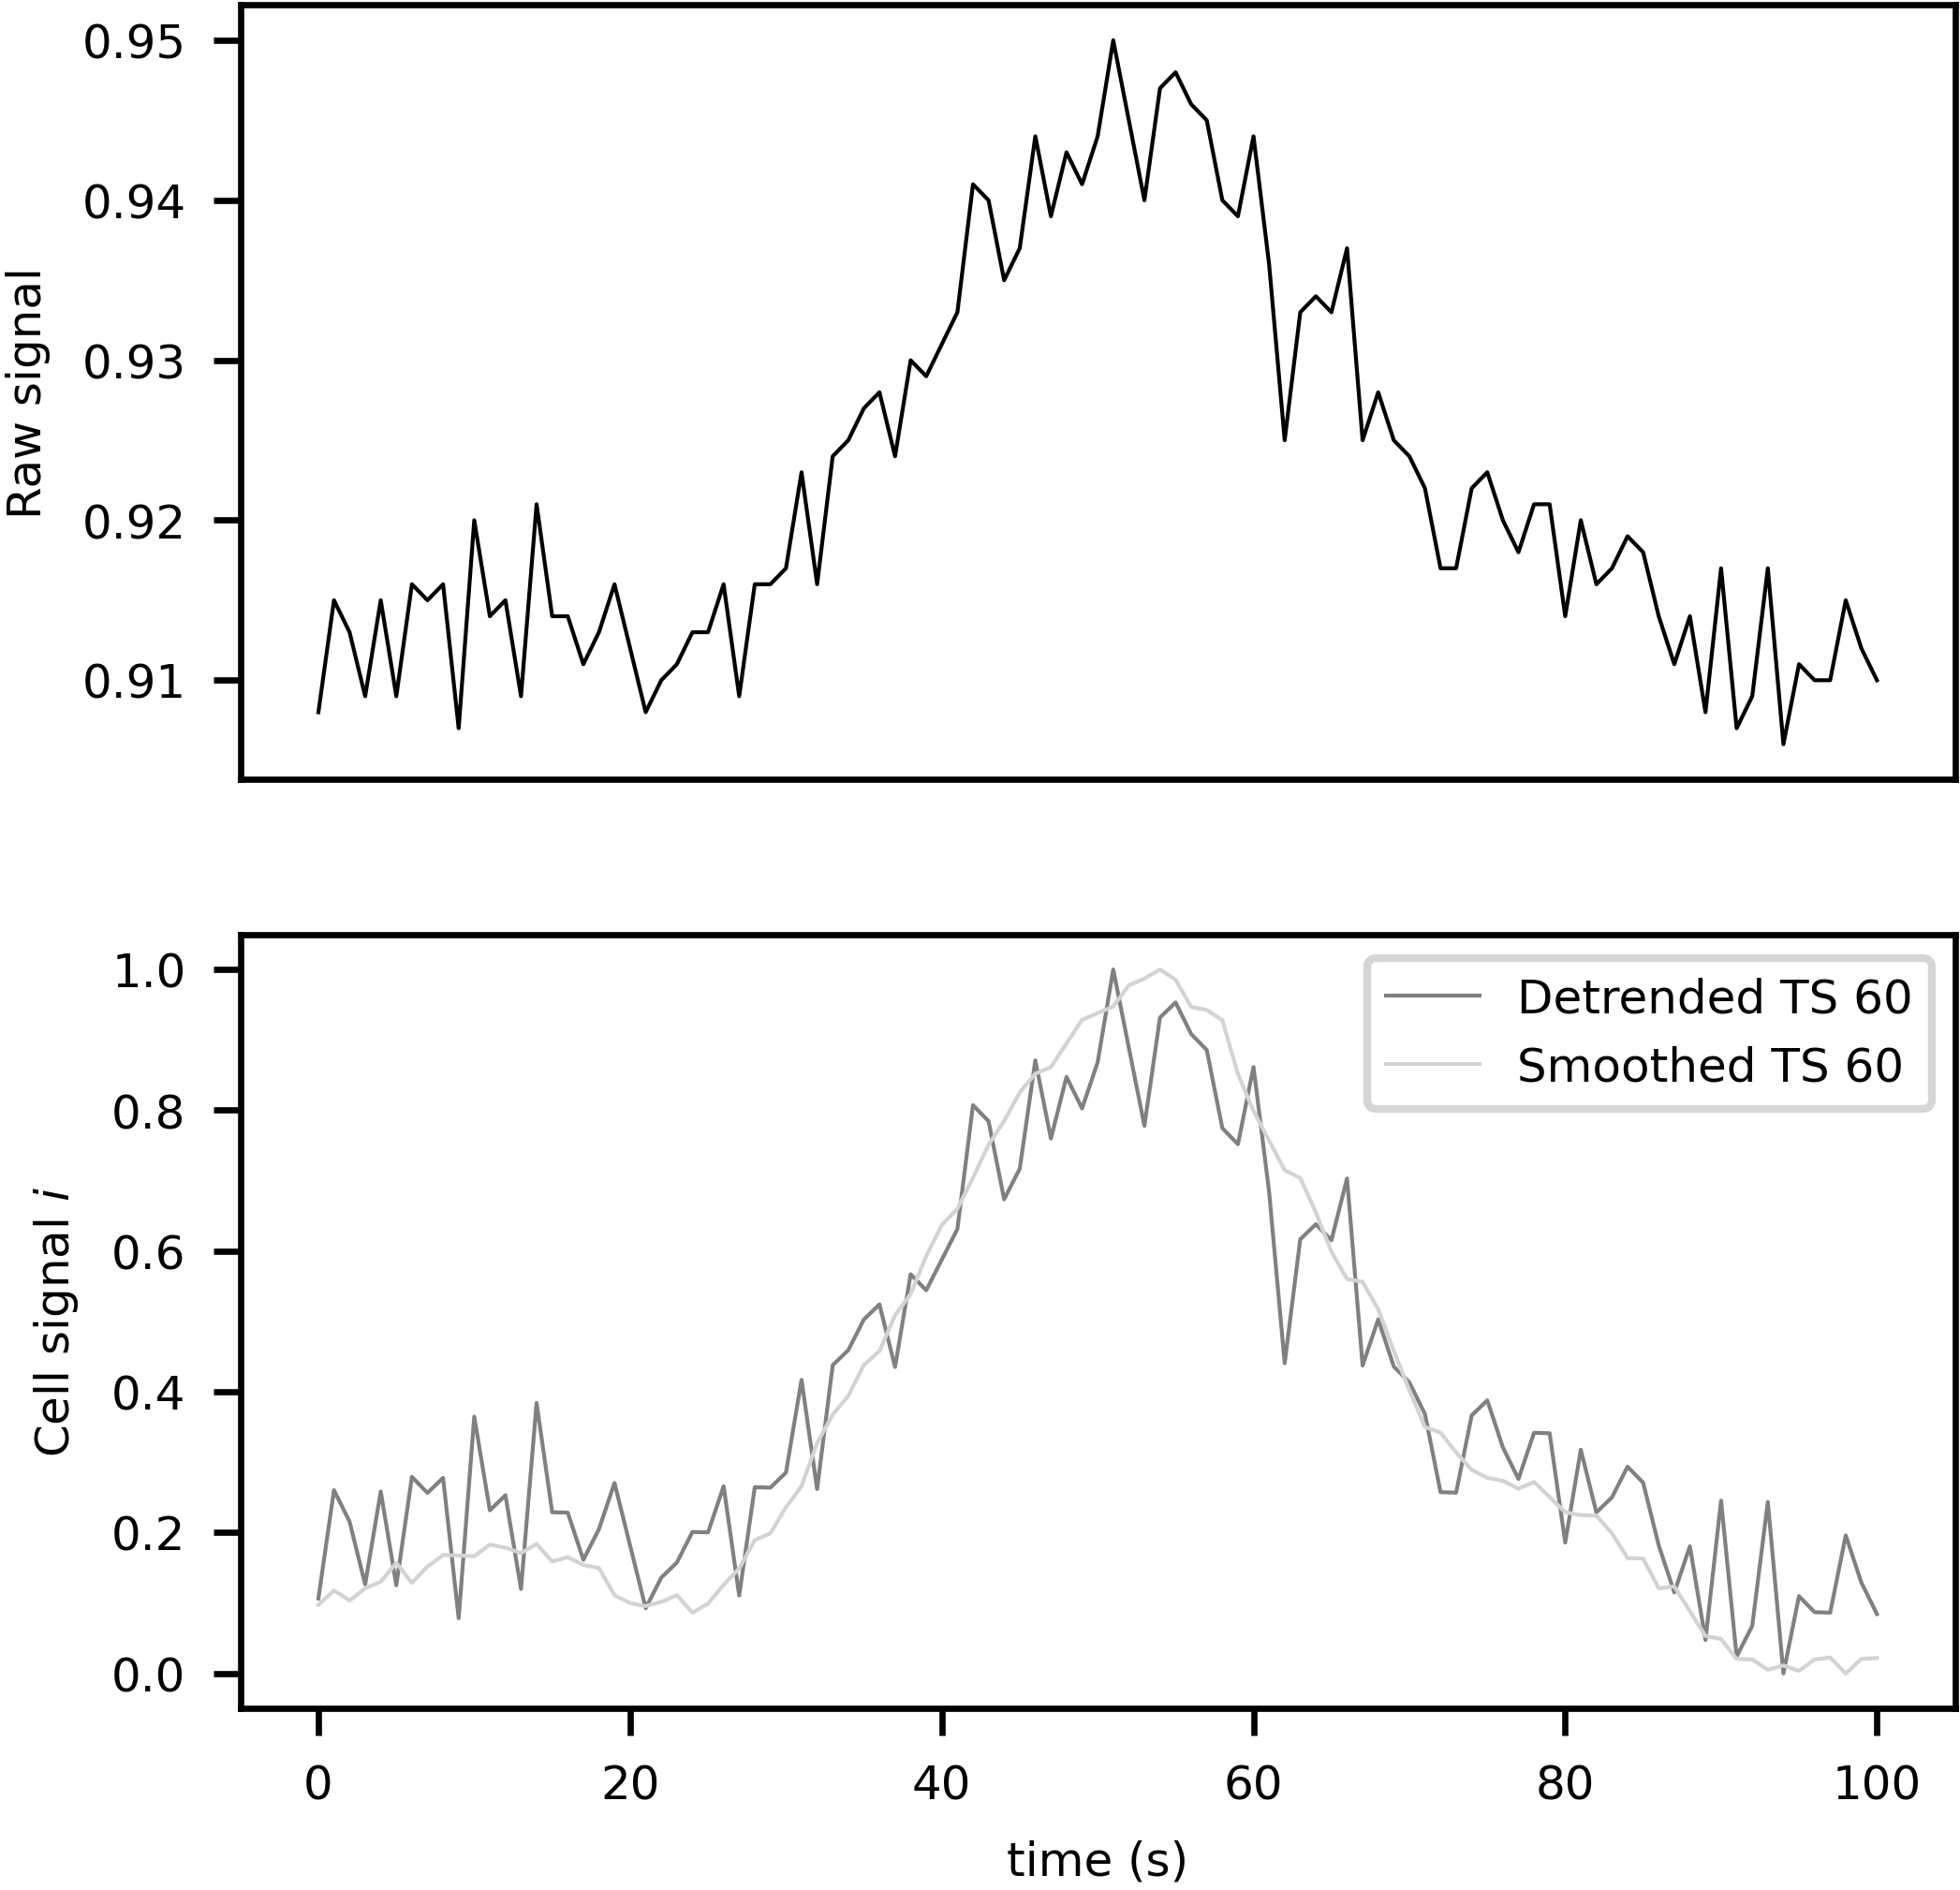 0.95
0.94
0.93
0.92
0.91
Raw signal
1.0
0.8
0.6
0.4
0.2
0.0
Cell signal i
Detrended TS 60
Smoothed TS 60
0 20 40 60 80 100
time (s)